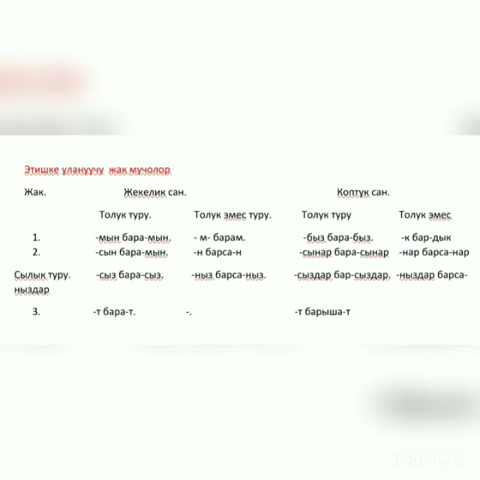 Этишке улануучу жак мүчөлөр
Жак. Жекелик сан. Көптүк сан.
Толук түрү. Толук эмес түрү. Толук түрү Толук эмес
1. -мын бара-мын. - м- барам. -быз бара-быз. -к бар-дык
2. -сын бара-мын. -н барса-н -сынар бара-сынар -нар барса-нар
Сылык түрү. -сыз бара-сыз. -ныз барса-ныз. -сыздар бар-сыздар. -ныздар барса-
ныздар
3. -т бара-т. -. -т барыша-т